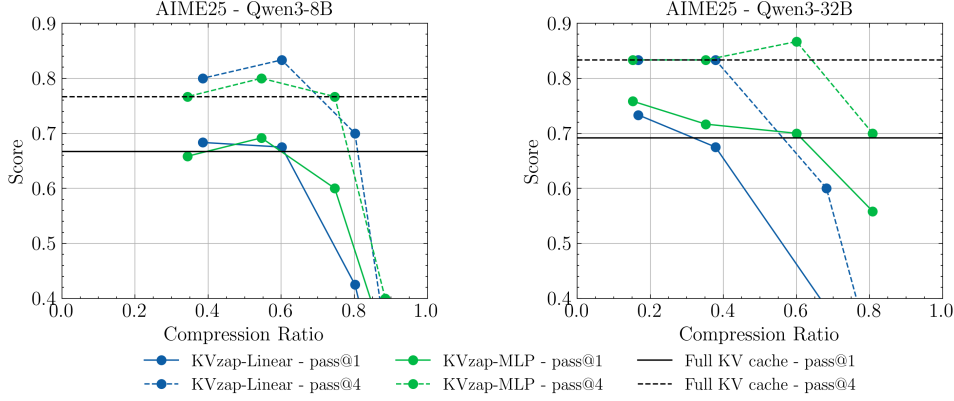 AIME25 - Qwen3-8B
0.9
0.8
0.7
0.6
0.5
0.4
Score
0.0 0.2 0.4 0.6 0.8 1.0
Compression Ratio
AIME25 - Qwen3-32B
0.9
0.8
0.7
0.6
0.5
0.4
Score
0.0 0.2 0.4 0.6 0.8 1.0
Compression Ratio
KVzap-Linear - pass@1 KVzap-MLP - pass@1 Full KV cache - pass@1
KVzap-Linear - pass@4 KVzap-MLP - pass@4 Full KV cache - pass@4